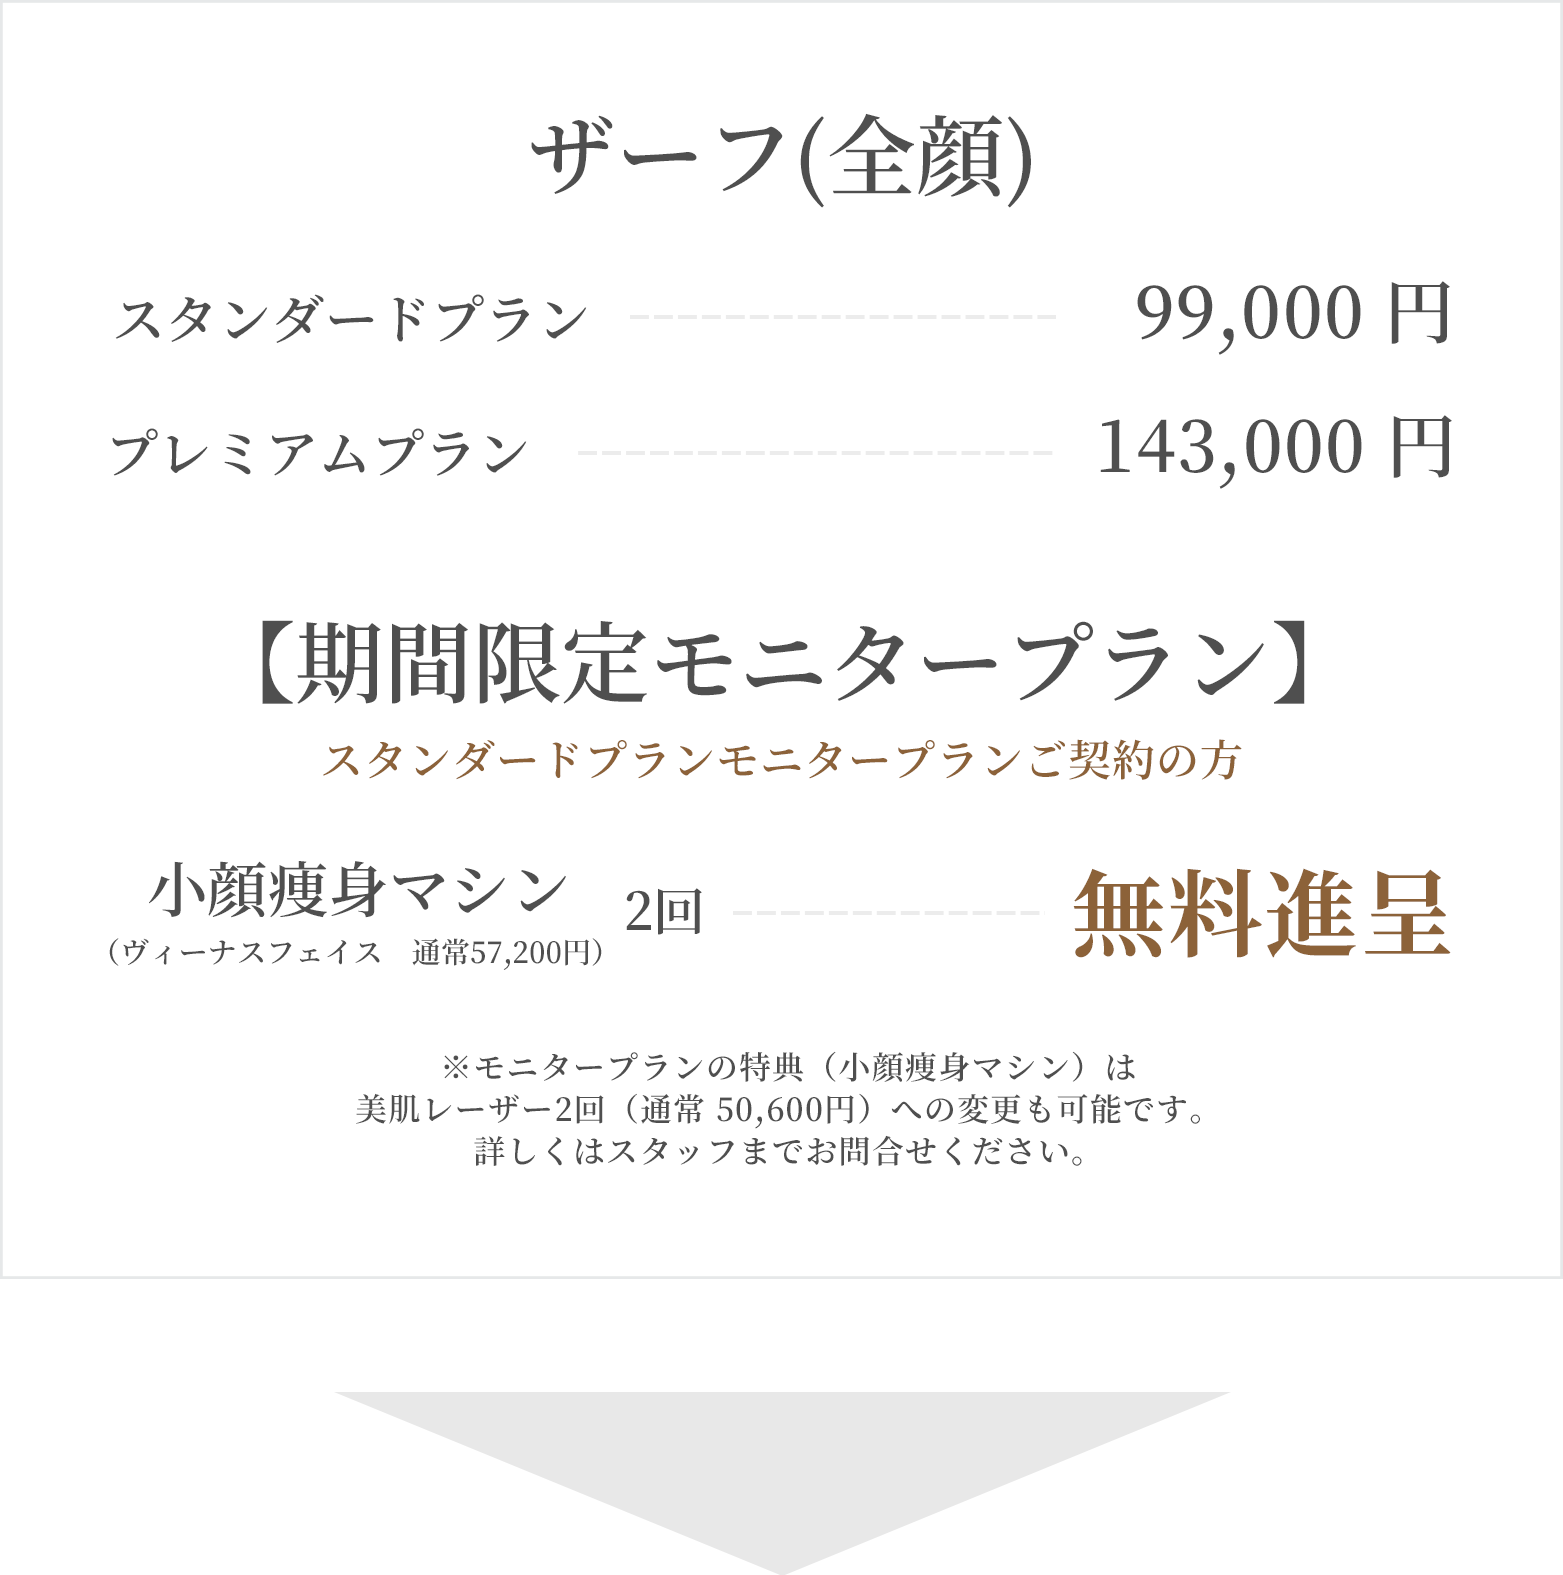 ザーフ(全顔)
スタンダードプラン 99,000 円
プレミアムプラン 143,000 円
【期間限定モニタープラン】
スタンダードプランモニタープランご契約の方
小顔痩身マシン 2回 無料進呈
（ヴィーナスフェイス　通常57,200円）
※モニタープランの特典（小顔痩身マシン）は
美肌レーザー2回（通常 50,600円）への変更も可能です。
詳しくはスタッフまでお問合せください。